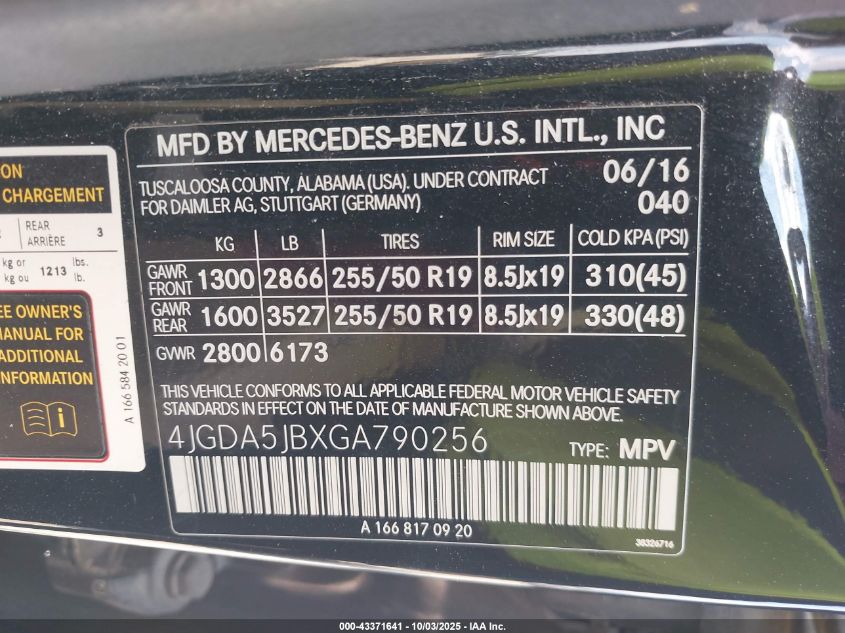 ON
CHARGEMENT
REAR
ARRIÈRE 3
kg or
kg ou 1213 lbs.
lb.
EE OWNER'S
MANUAL FOR
ADDITIONAL
INFORMATION
i
A 166 584 20 01
MFD BY MERCEDES-BENZ U.S. INTL., INC
TUSCALOOSA COUNTY, ALABAMA (USA). UNDER CONTRACT 06/16
FOR DAIMLER AG, STUTTGART (GERMANY) 040
KG LB TIRES RIM SIZE COLD KPA (PSI)
GAWR FRONT 1300 2866 255/50 R19 8.5Jx19 310(45)
GAWR REAR 1600 3527 255/50 R19 8.5Jx19 330(48)
GVWR 2800 6173
THIS VEHICLE CONFORMS TO ALL APPLICABLE FEDERAL MOTOR VEHICLE SAFETY
STANDARDS IN EFFECT ON THE DATE OF MANUFACTURE SHOWN ABOVE.
4JGDA5JBXGA790256 TYPE: MPV
A 166 817 09 20
38326716
000-43371641 | 10/03/2025 - IAA Inc.